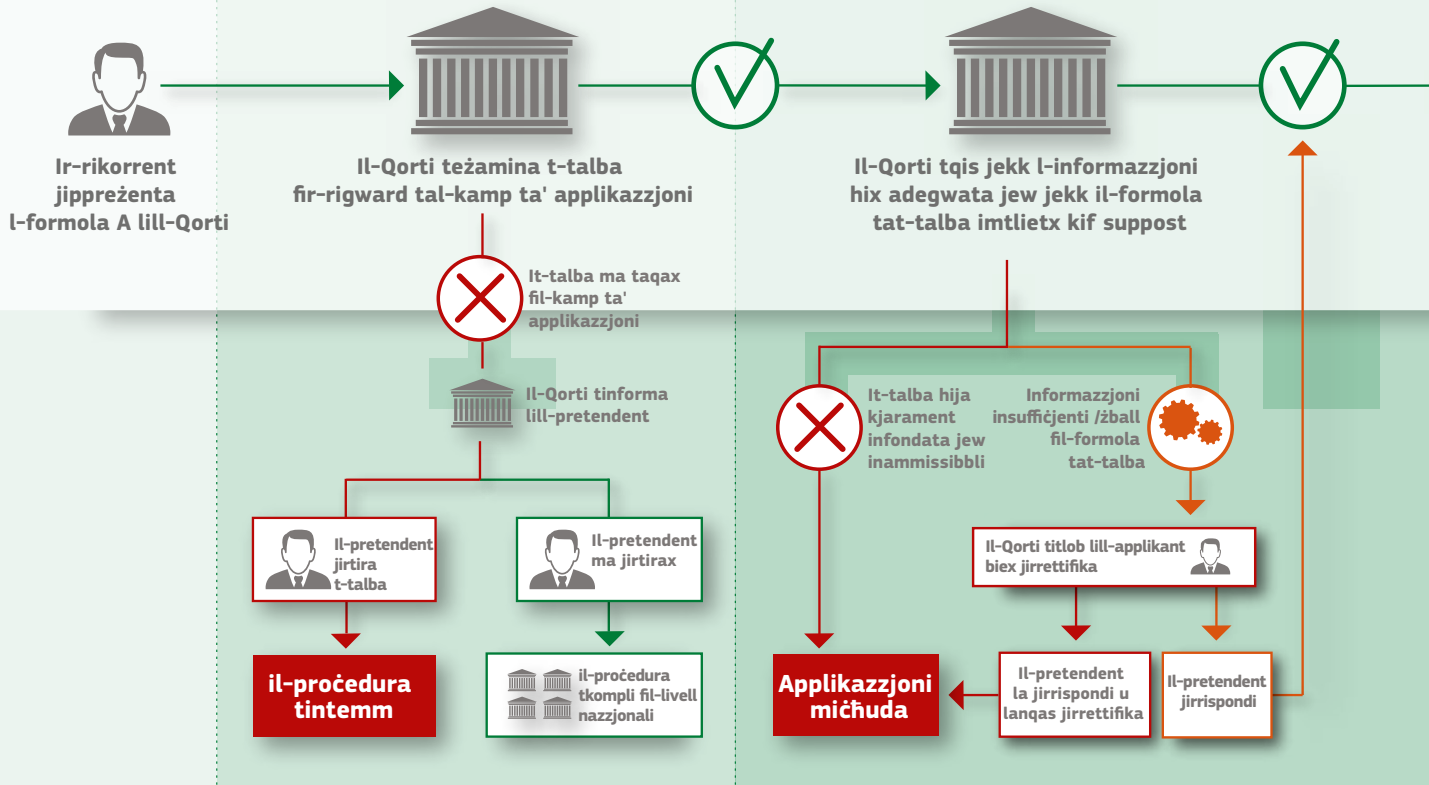 Ir-rikorrent
jippreżenta
l-formola A lill-Qorti
Il-Qorti teżamina t-talba
fir-rigward tal-kamp ta' applikazzjoni
Il-Qorti tqis jekk l-informazzjoni
hix adegwata jew jekk il-formola
tat-talba imtlietx kif suppost
It-talba ma taqax
fil-kamp ta'
applikazzjoni
Il-Qorti tinforma
lill-pretendent
Il-pretendent
jirtira
t-talba
Il-pretendent
ma jirtirax
il-proċedura
tintemm
il-proċedura
tkompli fil-livell
nazzjonali
It-talba hija
kjarament
infondata jew
inammissibbli
Informazzjoni
insuffiċjenti /żball
fil-formola
tat-talba
Il-Qorti titlob lill-applikant
biex jirrettifika
Applikazzjoni
miċħuda
Il-pretendent
la jirrispondi u
lanqas jirrettifika
Il-pretendent
jirrispondi